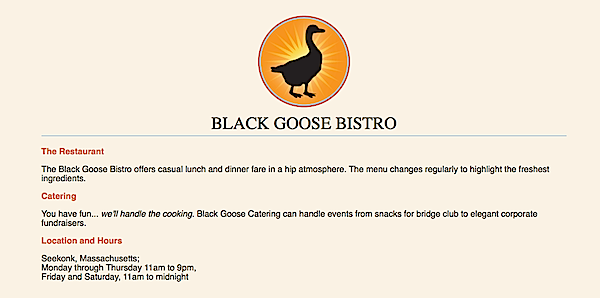 BLACK GOOSE BISTRO
The Restaurant
The Black Goose Bistro offers casual lunch and dinner fare in a hip atmosphere. The menu changes regularly to highlight the freshest
ingredients.
Catering
You have fun... we'll handle the cooking. Black Goose Catering can handle events from snacks for bridge club to elegant corporate
fundraisers.
Location and Hours
Seekonk, Massachusetts;
Monday through Thursday 11am to 9pm,
Friday and Saturday, 11am to midnight